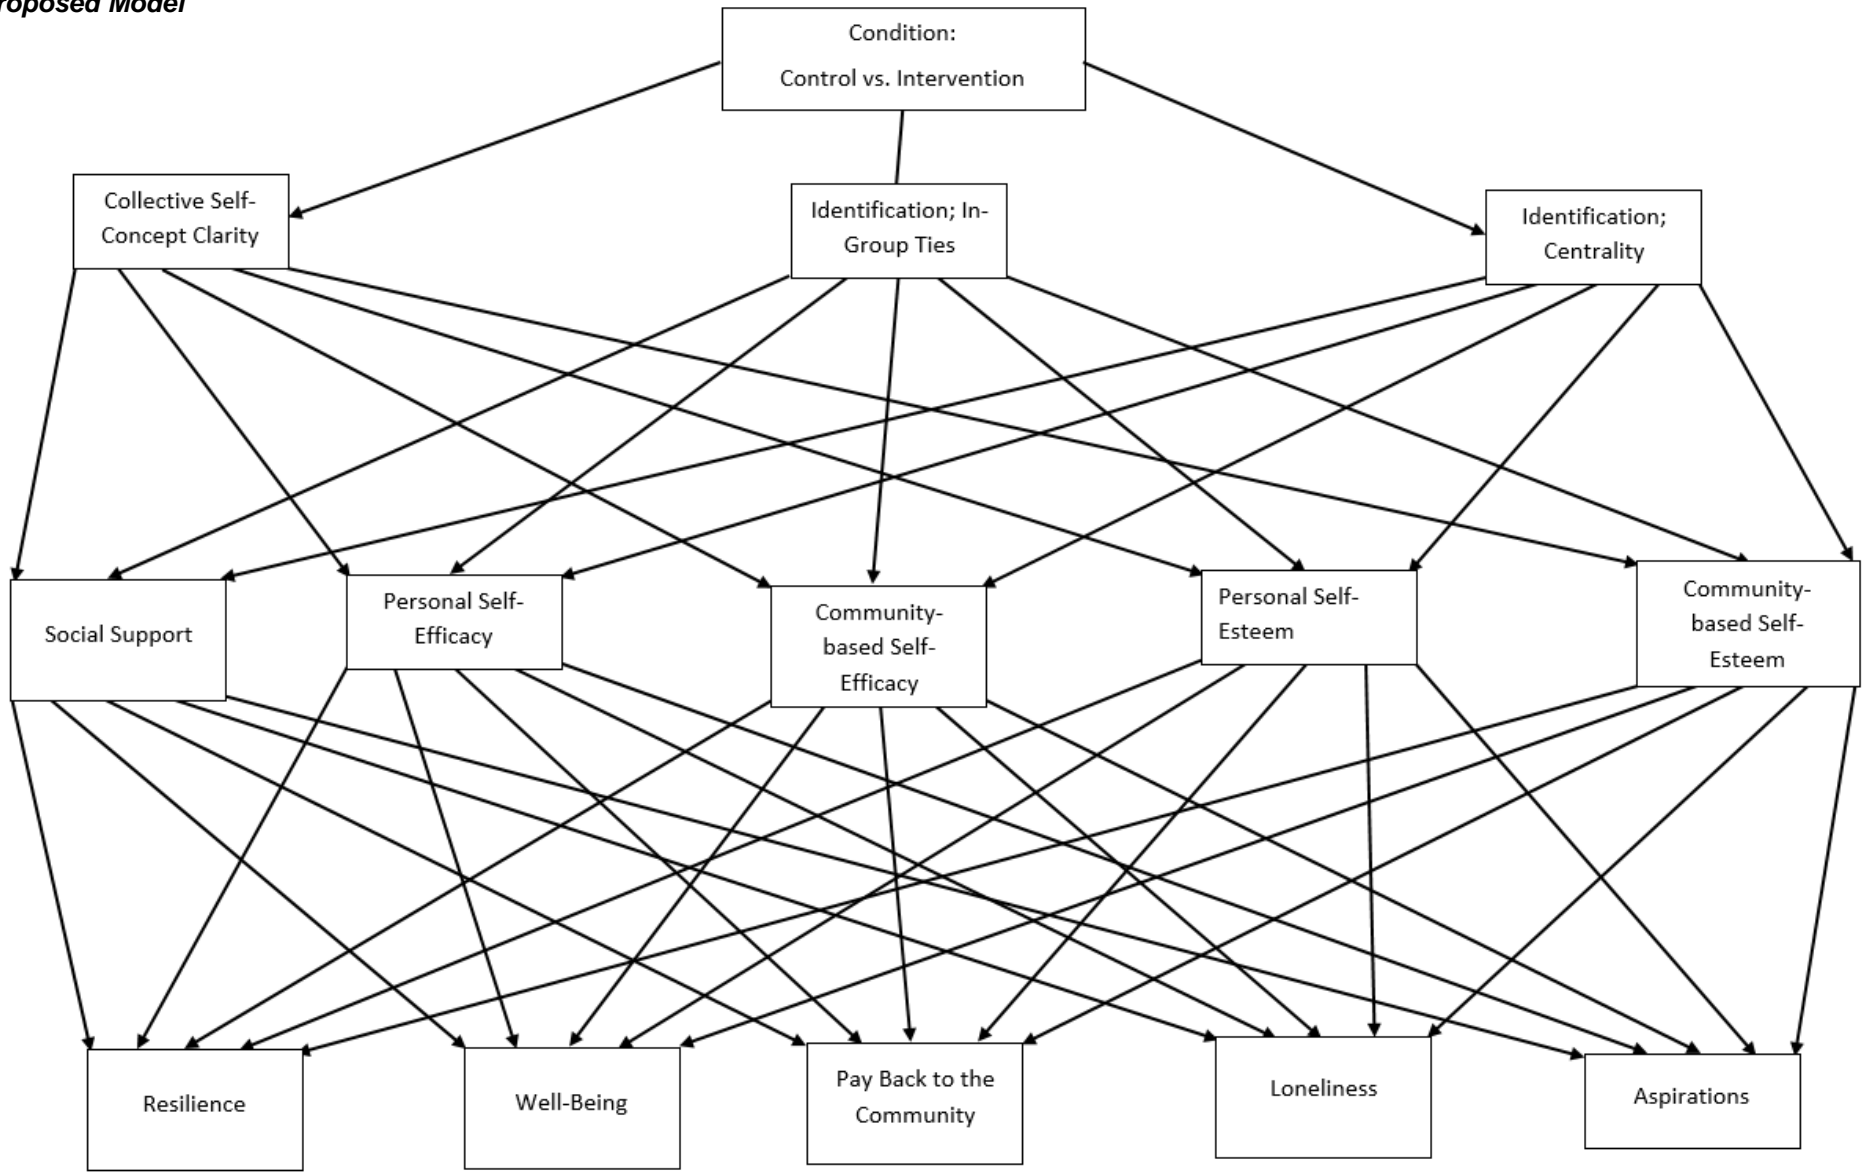 roposed Model
Condition:
Control vs. Intervention
Collective Self-
Concept Clarity
Identification; In-
Group Ties
Identification;
Centrality
Social Support
Personal Self-
Efficacy
Community-
based Self-
Efficacy
Personal Self-
Esteem
Community-
based Self-
Esteem
Resilience
Well-Being
Pay Back to the
Community
Loneliness
Aspirations